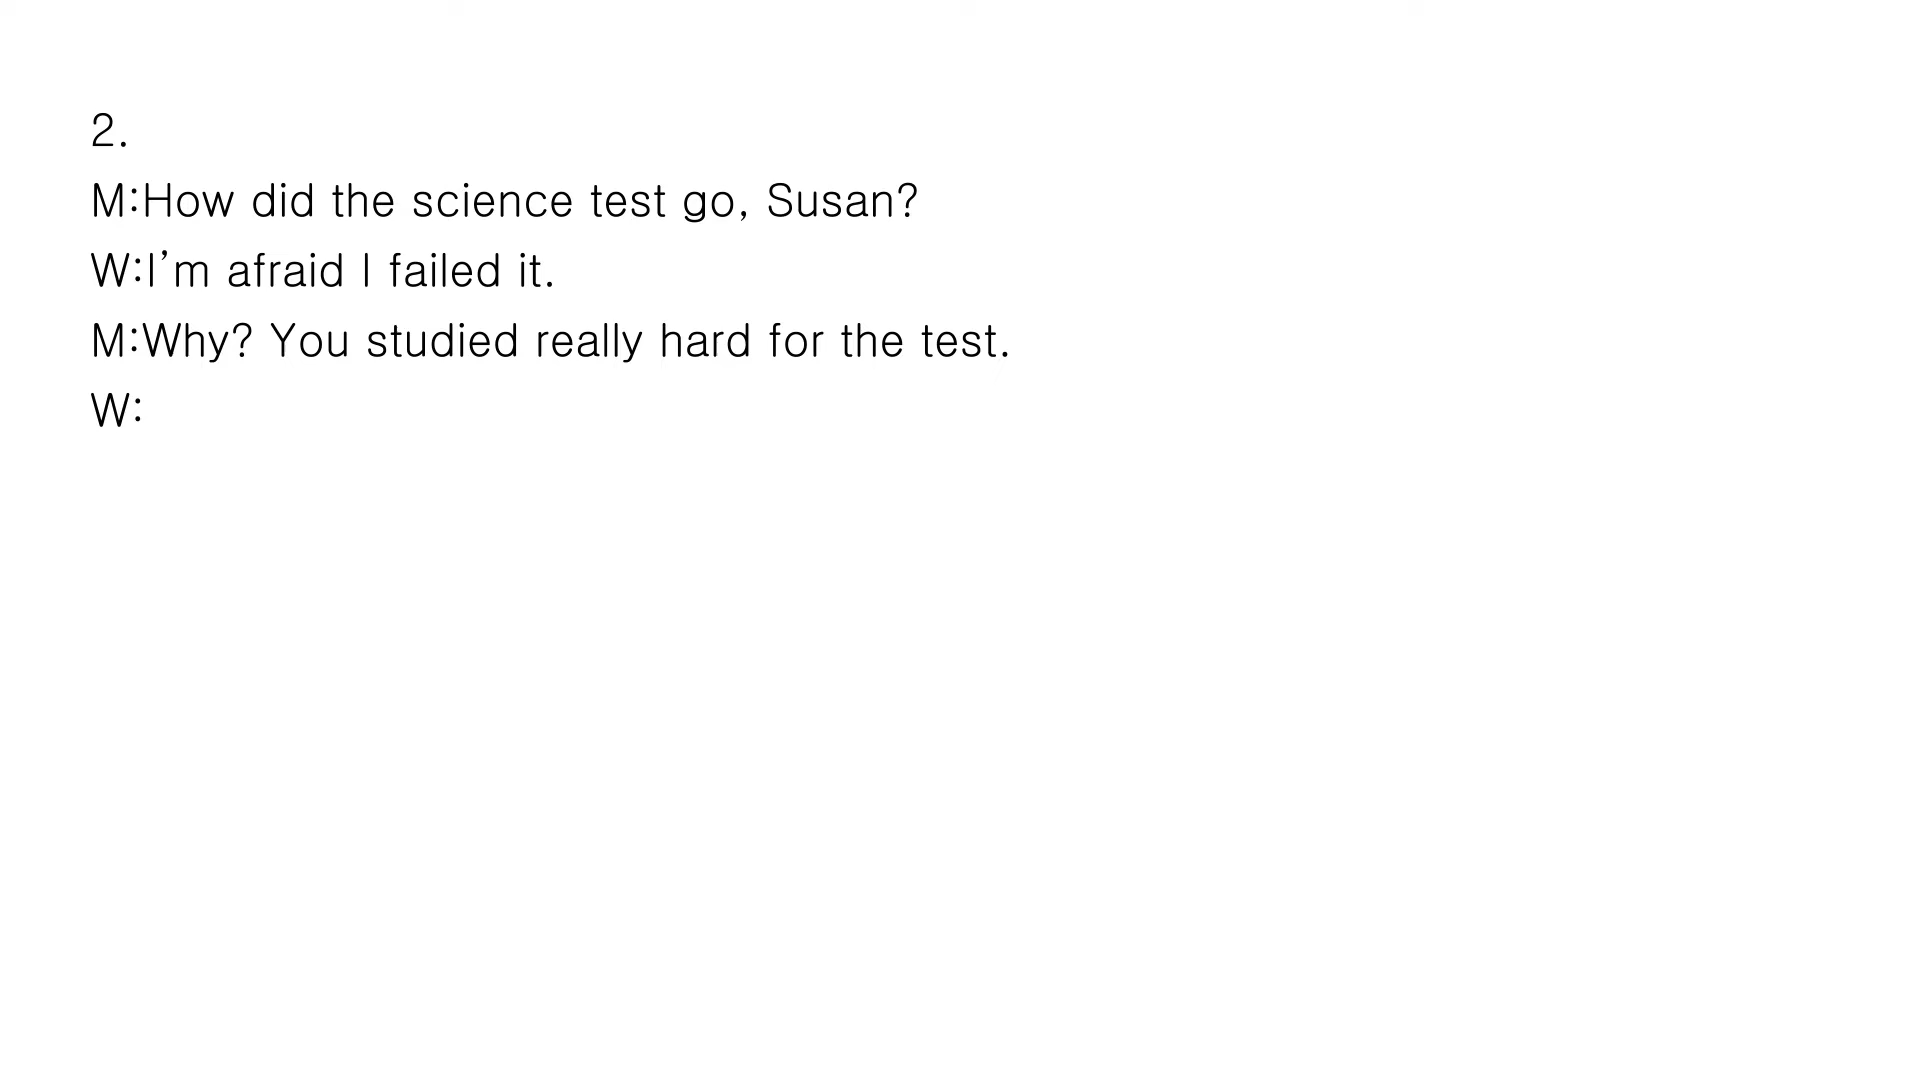 2.
M:How did the science test go, Susan?
W:I’m afraid I failed it.
M:Why? You studied really hard for the test.
W: